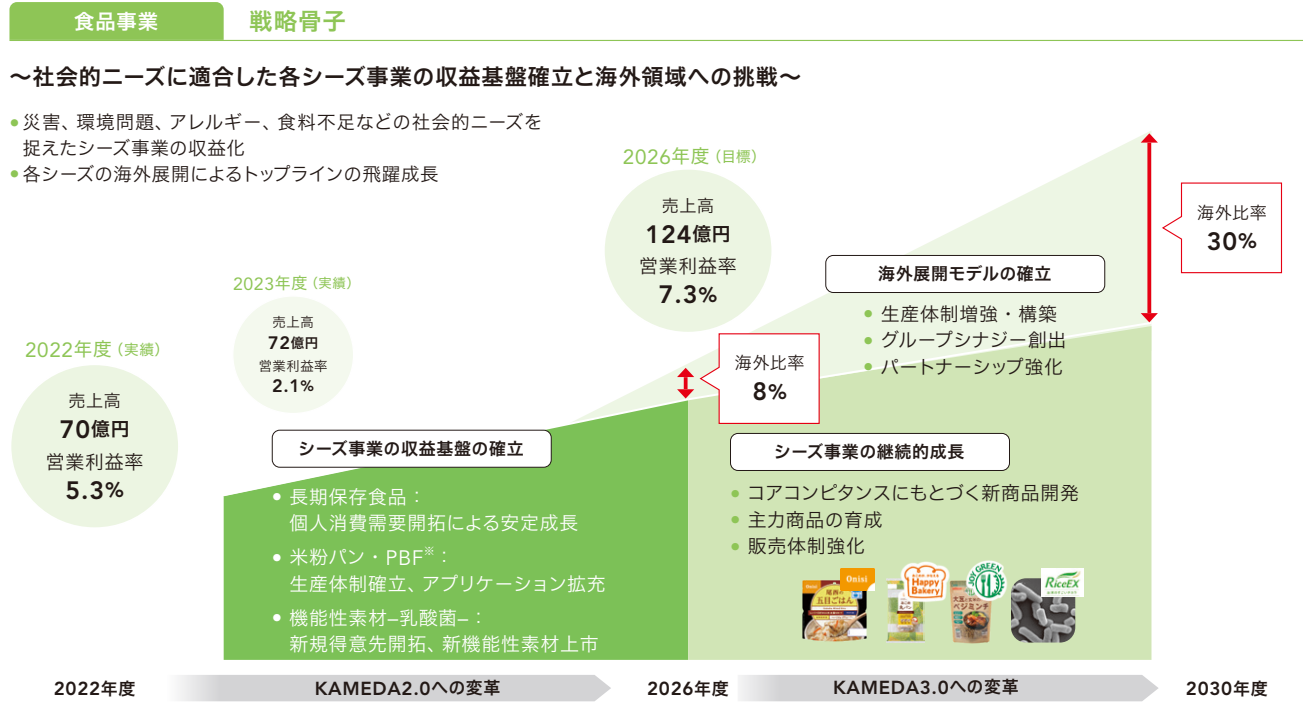 食品事業
戦略骨子
～社会的ニーズに適合した各シーズ事業の収益基盤確立と海外領域への挑戦～
●災害、環境問題、アレルギー、食料不足などの社会的ニーズを
捉えたシーズ事業の収益化
●各シーズの海外展開によるトップラインの飛躍成長
2022年度（実績）
売上高
70億円
営業利益率
5.3%
2023年度（実績）
売上高
72億円
営業利益率
2.1%
2026年度（目標）
売上高
124億円
営業利益率
7.3%
海外比率
8%
海外比率
30%
シーズ事業の収益基盤の確立
● 長期保存食品：
個人消費需要開拓による安定成長
● 米粉パン・PBF※：
生産体制確立、アプリケーション拡充
● 機能性素材–乳酸菌–：
新規得意先開拓、新機能性素材上市
海外展開モデルの確立
● 生産体制増強・構築
● グループシナジー創出
● パートナーシップ強化
シーズ事業の継続的成長
● コアコンピタンスにもとづく新商品開発
● 主力商品の育成
● 販売体制強化
Onisi
尾西の
五目ごはん
Happy
Bakery
JOY GREEN
大豆と玄米の
ベジミンチ
RiceEX
2022年度
KAMEDA2.0への変革
2026年度
KAMEDA3.0への変革
2030年度